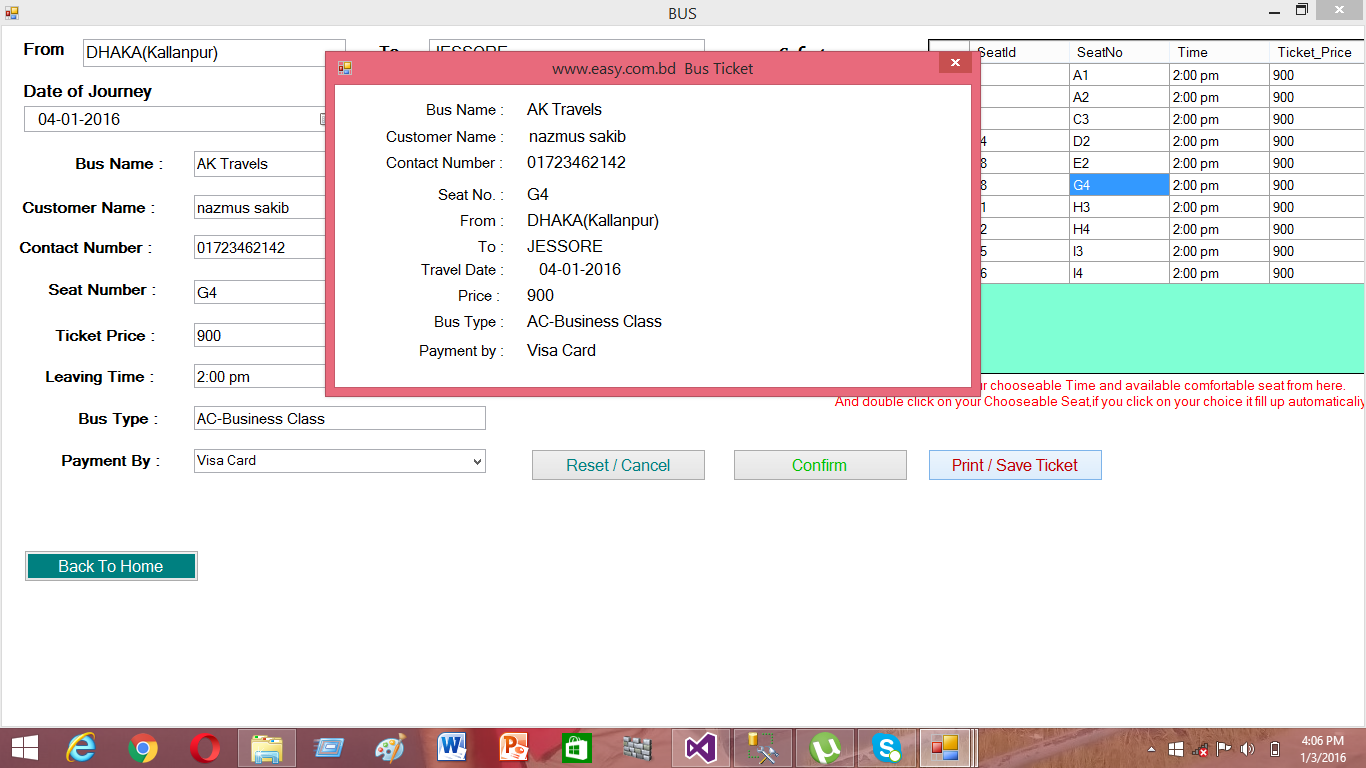 BUS
From
DHAKA(Kallanpur)
To
JESSORE
Date of Journey
04-01-2016
Bus Name :
AK Travels
Customer Name :
nazmus sakib
Contact Number :
01723462142
Seat Number :
G4
Ticket Price :
900
Leaving Time :
2:00 pm
Bus Type :
AC-Business Class
Payment By :
Visa Card
www.easy.com.bd Bus Ticket
Bus Name : AK Travels
Customer Name : nazmus sakib
Contact Number : 01723462142
Seat No. : G4
From : DHAKA(Kallanpur)
To : JESSORE
Travel Date : 04-01-2016
Price : 900
Bus Type : AC-Business Class
Payment by : Visa Card
SeatId SeatNo Time Ticket_Price
A1 2:00 pm 900
A2 2:00 pm 900
C3 2:00 pm 900
4 D2 2:00 pm 900
8 E2 2:00 pm 900
8 G4 2:00 pm 900
1 H3 2:00 pm 900
2 H4 2:00 pm 900
5 I3 2:00 pm 900
6 I4 2:00 pm 900
chooseable Time and available comfortable seat from here.
And double click on your Chooseable Seat,if you click on your choice it fill up automaticaliy
Reset / Cancel
Confirm
Print / Save Ticket
Back To Home
4:06 PM
1/3/2016